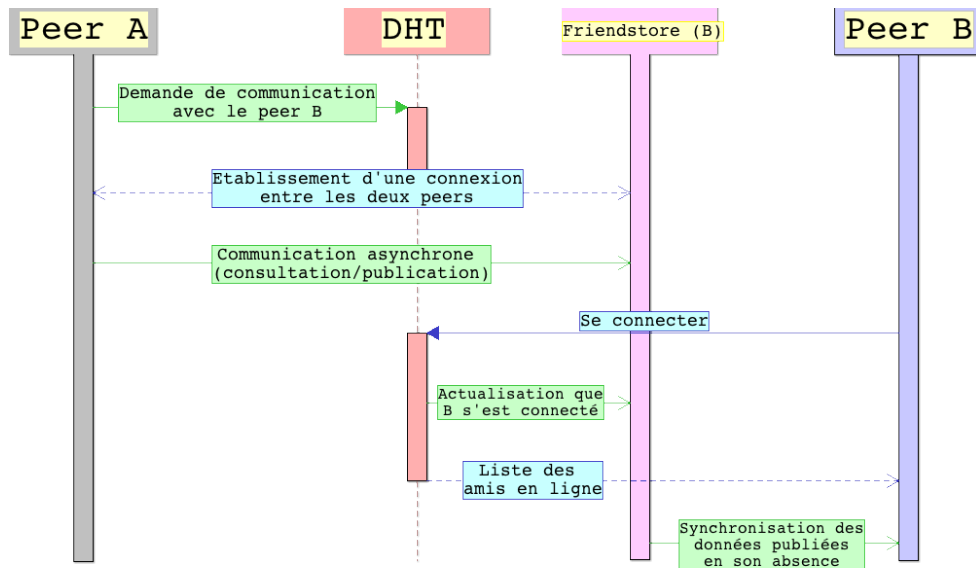 Peer A
DHT
Friendstore (B)
Peer B
Demande de communication
avec le peer B
Etablissement d'une connexion
entre les deux peers
Communication asynchrone
(consultation/publication)
Se connecter
Actualisation que
B s'est connecté
Liste des
amis en ligne
Synchronisation des
données publiées
en son absence